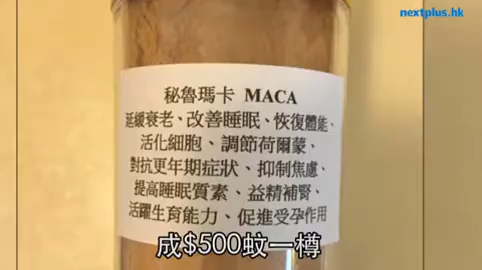 nextplus.hk
秘魯瑪卡 MACA
延緩衰老、改善睡眠、恢復體能、
活化細胞、調節荷爾蒙、
對抗更年期症狀、抑制焦慮、
提高睡眠質素、益精補腎、
活躍生育能力、促進受孕作用
成$500蚊一樽